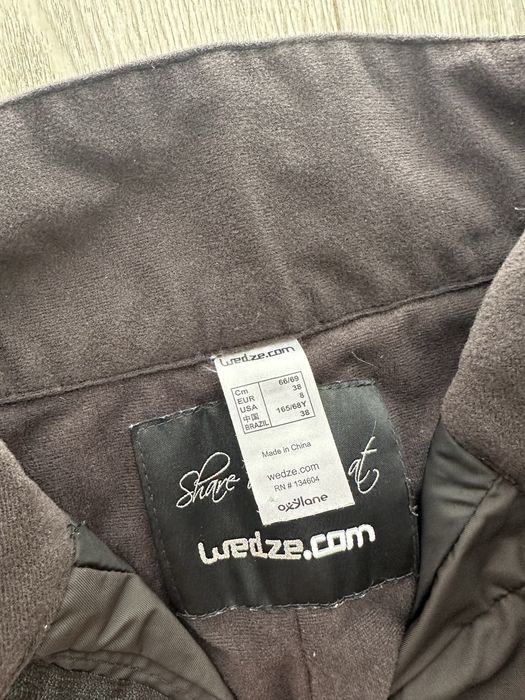 wedze.com
Cm 66/69
EUR 38
USA 8
中国 165/68Y
BRAZIL 38
Made in China
wedze.com
RN # 134604
oxylane
Share at
wedze.com